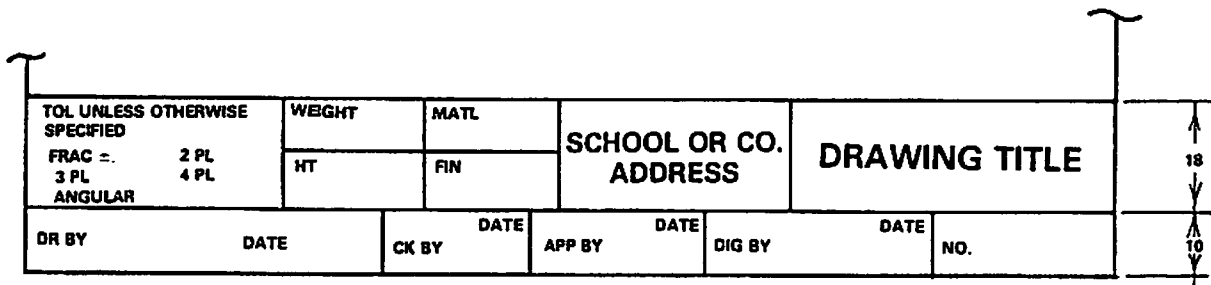 TOL UNLESS OTHERWISE
SPECIFIED
FRAC ±. 2 PL
3 PL 4 PL
ANGULAR
WEIGHT
MATL
HT
FIN
SCHOOL OR CO.
ADDRESS
DRAWING TITLE
18
DR BY DATE
CK BY DATE
APP BY DATE
DIG BY DATE
NO.
10